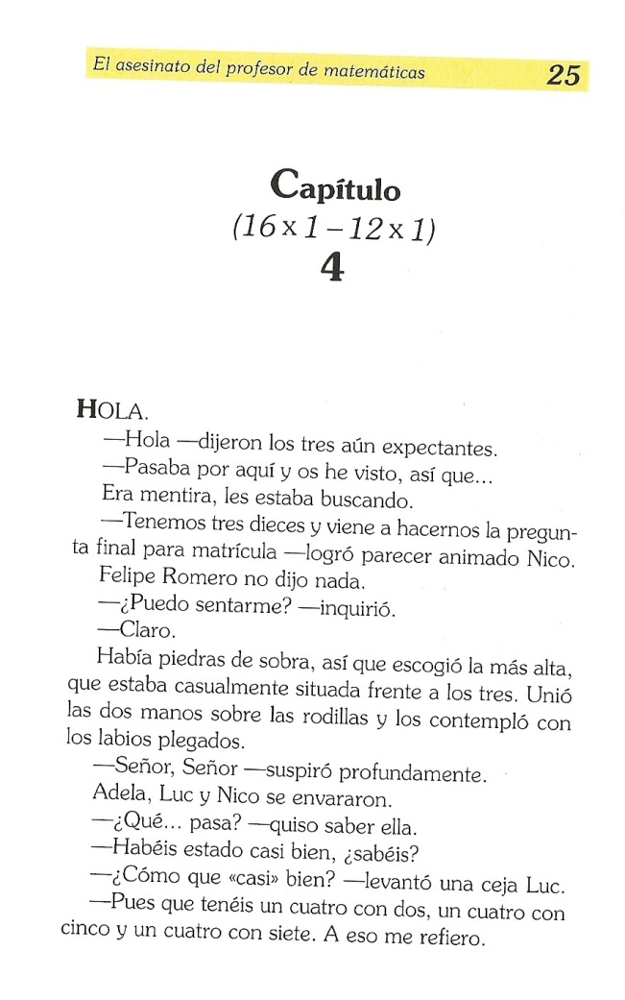 El asesinato del profesor de matemáticas 25
Capítulo
(16 x 1 – 12 x 1)
4
HOLA.
—Hola —dijeron los tres aún expectantes.
—Pasaba por aquí y os he visto, así que...
Era mentira, les estaba buscando.
—Tenemos tres dieces y viene a hacernos la pregun-
ta final para matrícula —logró parecer animado Nico.
Felipe Romero no dijo nada.
—¿Puedo sentarme? —inquirió.
—Claro.
Había piedras de sobra, así que escogió la más alta,
que estaba casualmente situada frente a los tres. Unió
las dos manos sobre las rodillas y los contempló con
los labios plegados.
—Señor, Señor —suspiró profundamente.
Adela, Luc y Nico se envararon.
—¿Qué... pasa? —quiso saber ella.
—Habéis estado casi bien, ¿sabéis?
—¿Cómo que «casi» bien? —levantó una ceja Luc.
—Pues que tenéis un cuatro con dos, un cuatro con
cinco y un cuatro con siete. A eso me refiero.